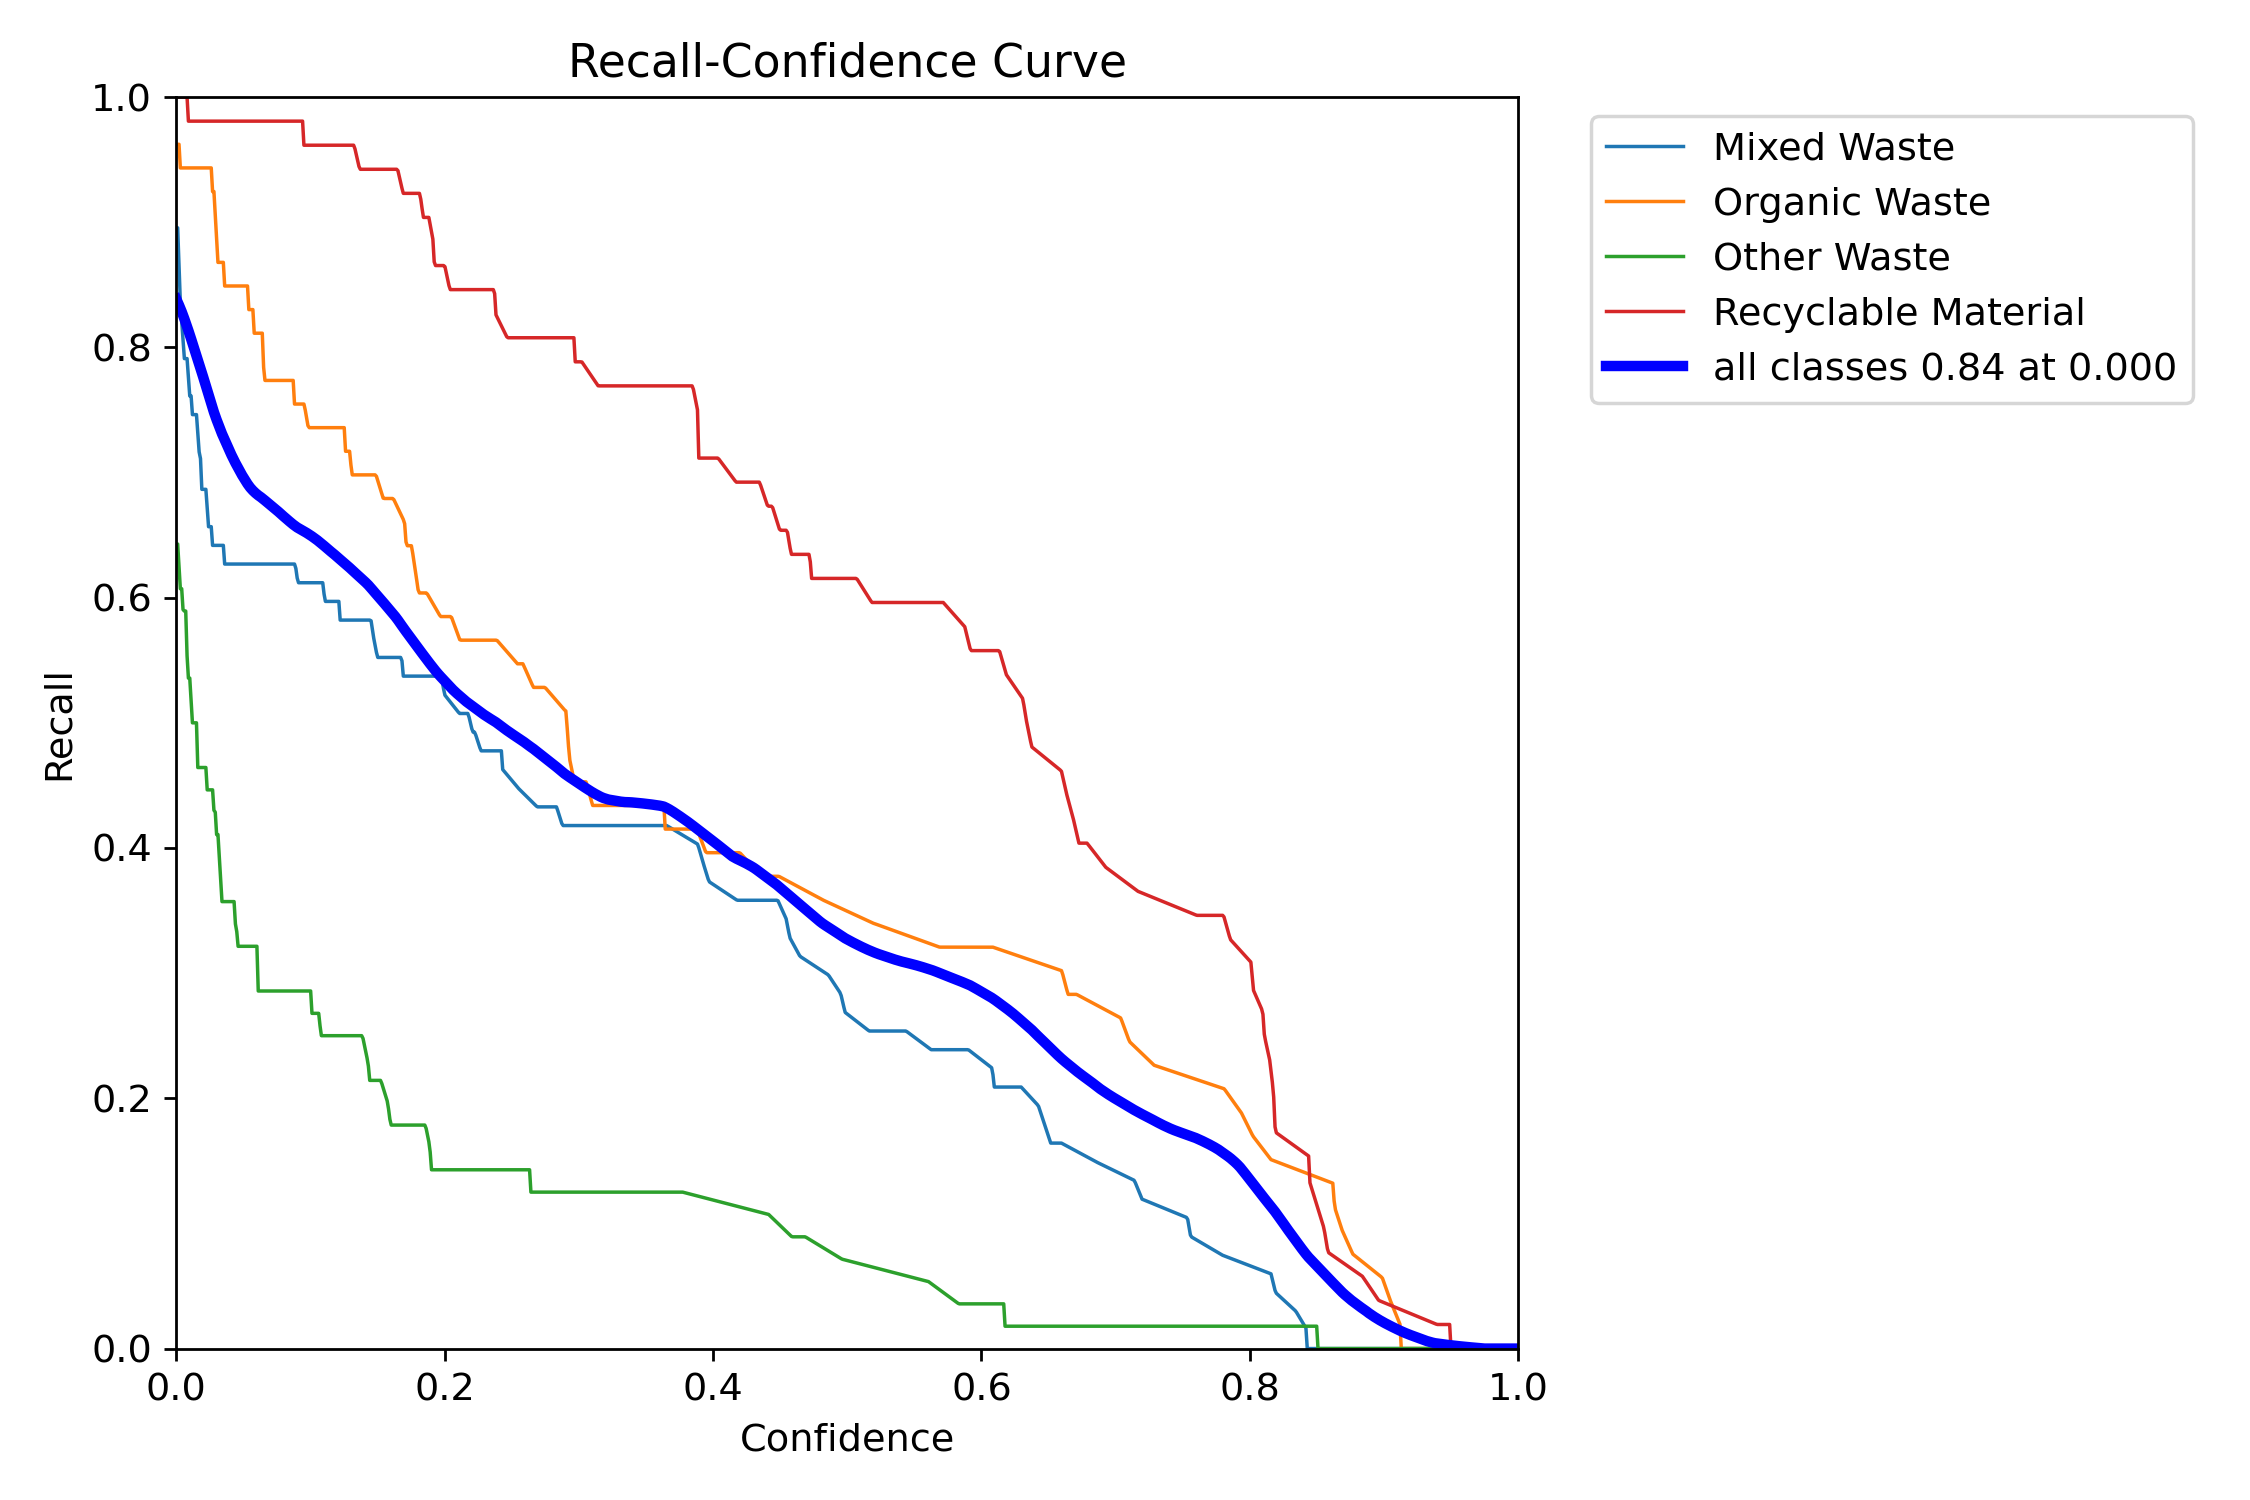 Recall-Confidence Curve
1.0
0.8
0.6
0.4
0.2
0.0
Recall
0.0 0.2 0.4 0.6 0.8 1.0
Confidence
Mixed Waste
Organic Waste
Other Waste
Recyclable Material
all classes 0.84 at 0.000